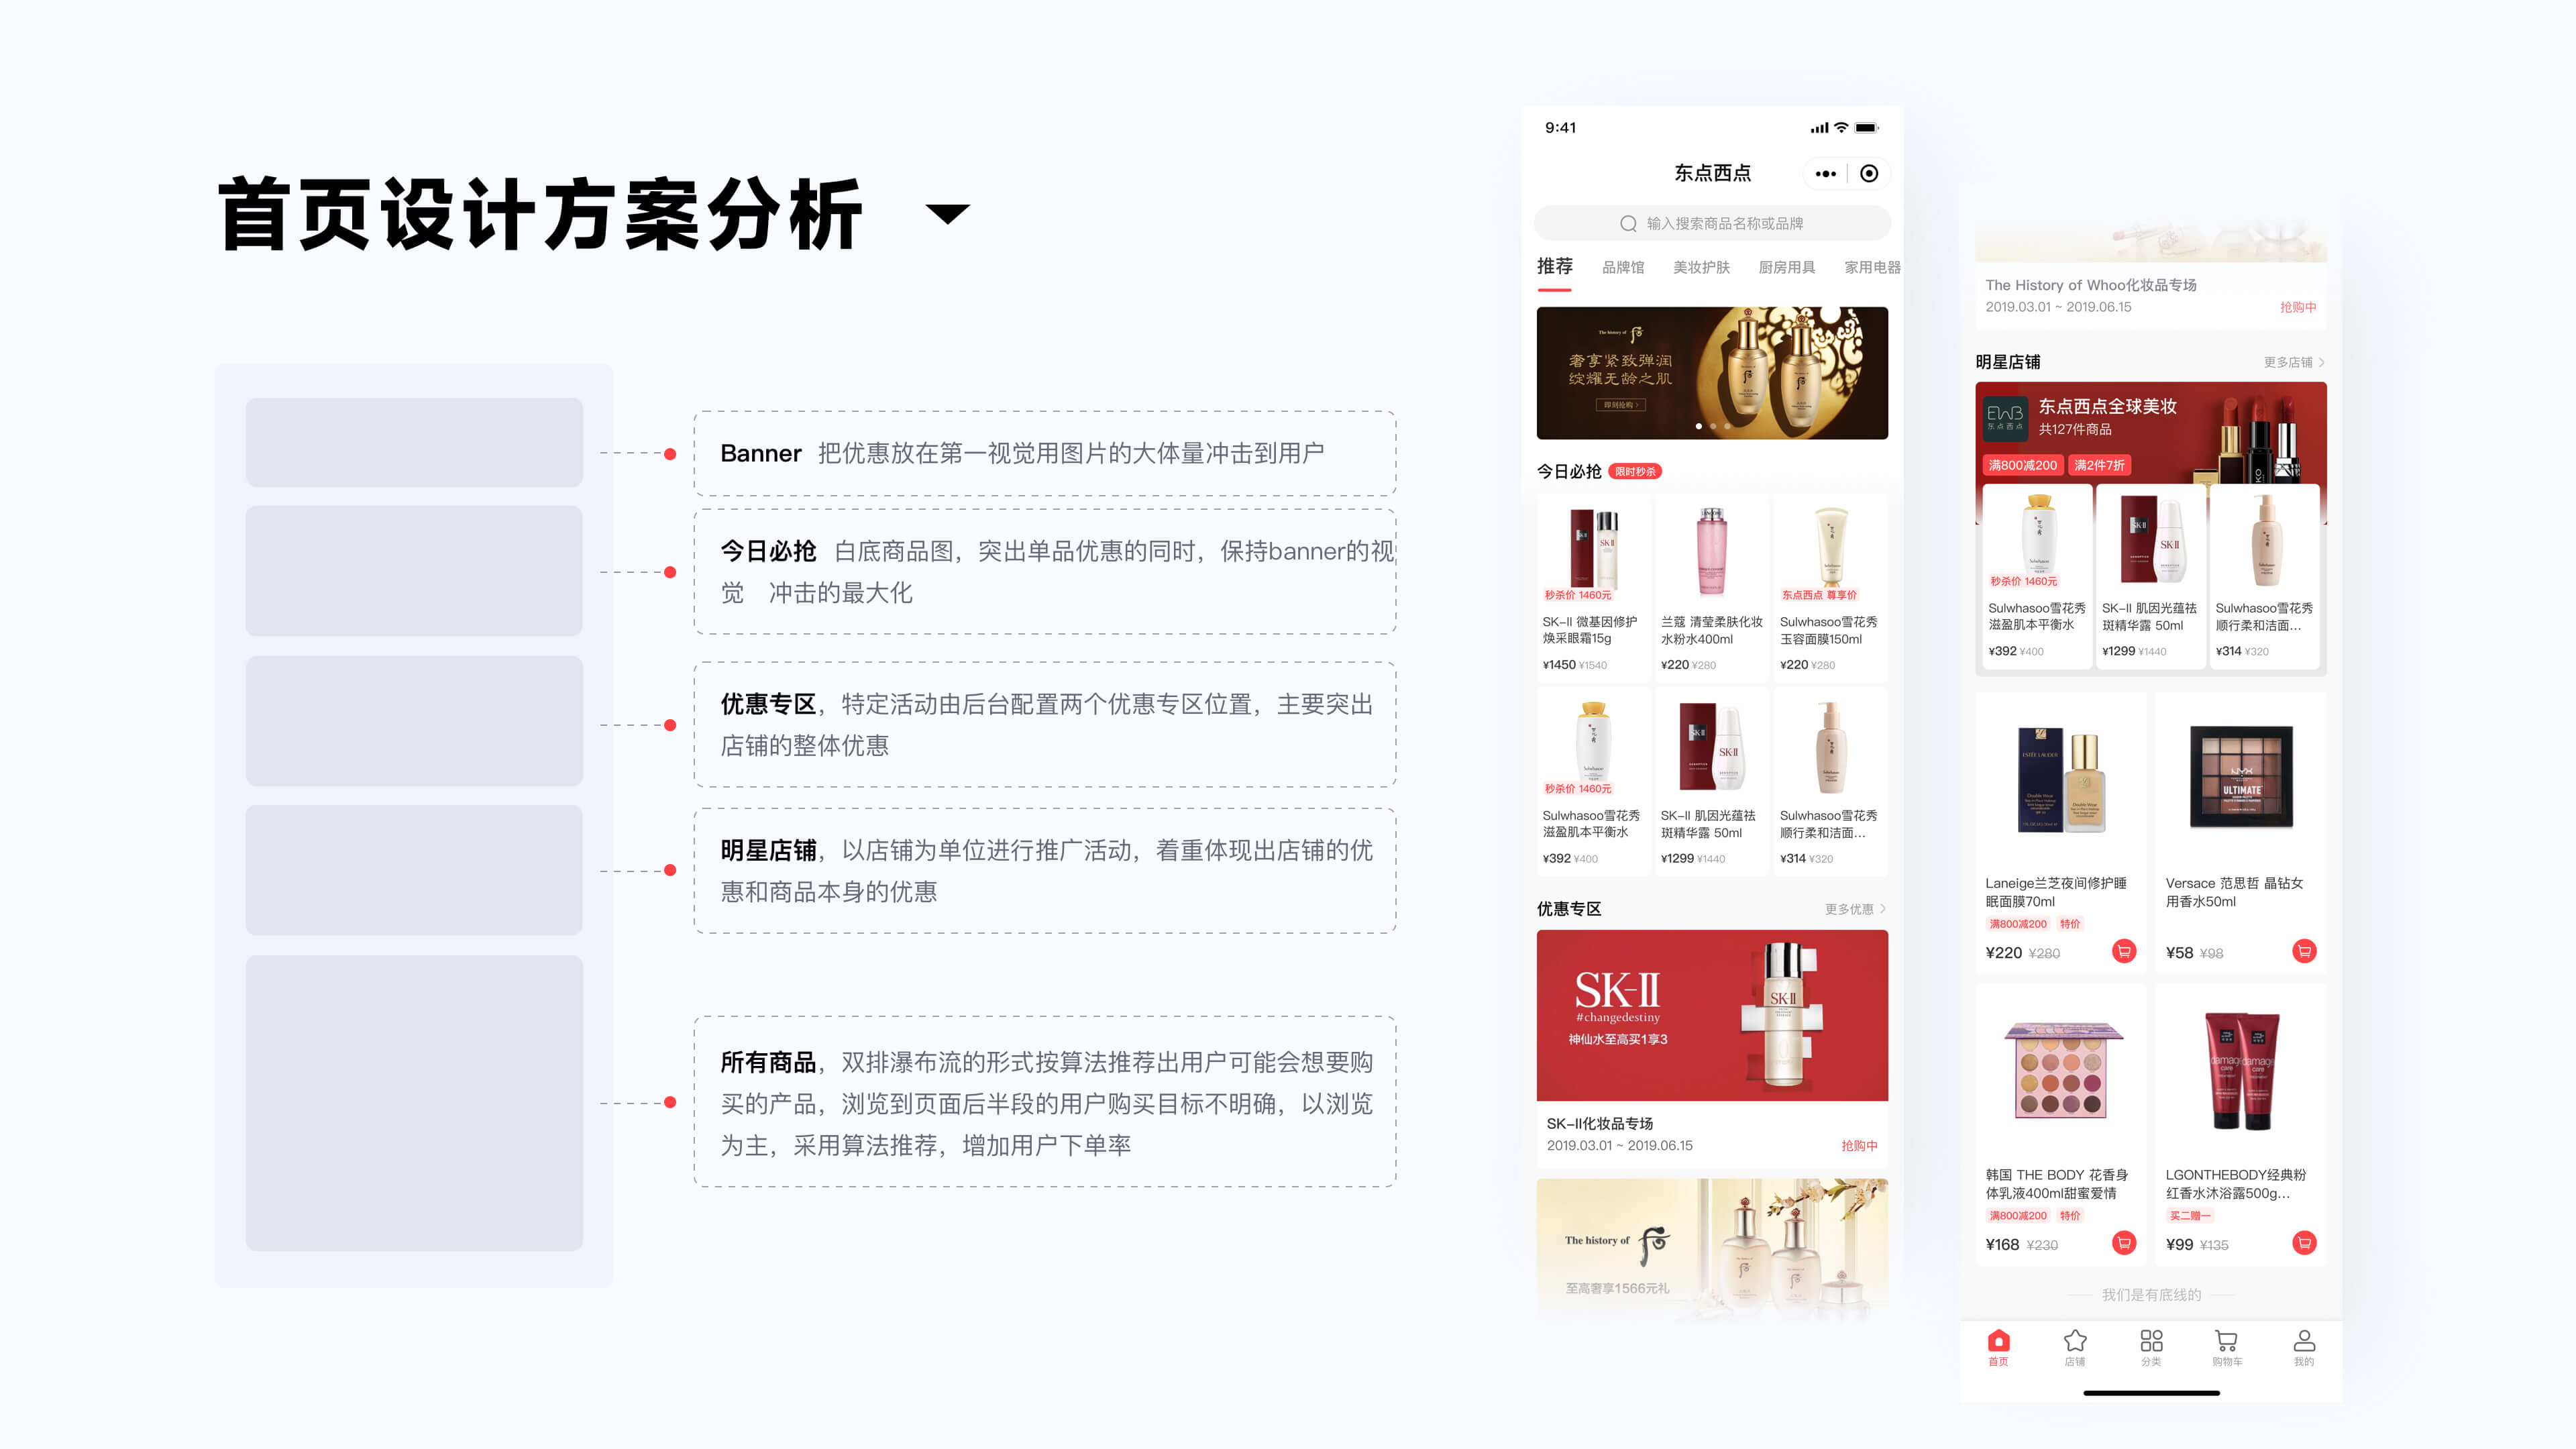 首页设计方案分析
Banner 把优惠放在第一视觉用图片的大体量冲击到用户
今日必抢 白底商品图，突出单品优惠的同时，保持banner的视
觉 冲击的最大化
优惠专区，特定活动由后台配置两个优惠专区位置，主要突出
店铺的整体优惠
明星店铺，以店铺为单位进行推广活动，着重体现出店铺的优
惠和商品本身的优惠
所有商品，双排瀑布流的形式按算法推荐出用户可能会想要购
买的产品，浏览到页面后半段的用户购买目标不明确，以浏览
为主，采用算法推荐，增加用户下单率
9:41
东点西点
输入搜索商品名称或品牌
推荐 品牌馆 美妆护肤 厨房用具 家用电器
The history of
奢享紧致弹润
绽耀无龄之肌
即刻抢购 >
今日必抢 限时秒杀
秒杀价 1460元
东点西点 尊享价
SK-II 微基因修护
焕采眼霜15g
¥1450 ¥1540
兰蔻 清莹柔肤化妆
水粉水400ml
¥220 ¥280
Sulwhasoo雪花秀
玉容面膜150ml
¥220 ¥280
SK-II
秒杀价 1460元
Sulwhasoo雪花秀
滋盈肌本平衡水
¥392 ¥400
SK-II 肌因光蕴祛
斑精华露 50ml
¥1299 ¥1440
Sulwhasoo雪花秀
顺行柔和洁面...
¥314 ¥320
优惠专区 更多优惠 >
SK-II
#changedestiny
神仙水至高买1享3
SK-II
SK-II化妆品专场
2019.03.01 ~ 2019.06.15 抢购中
The history of
至高奢享1566元礼
The History of Whoo化妆品专场
2019.03.01 ~ 2019.06.15 抢购中
明星店铺 更多店铺 >
EWB
东点西点
东点西点全球美妆
共127件商品
满800减200 满2件7折
SK-II
秒杀价 1460元
Sulwhasoo雪花秀
滋盈肌本平衡水
¥392 ¥400
SK-II 肌因光蕴祛
斑精华露 50ml
¥1299 ¥1440
Sulwhasoo雪花秀
顺行柔和洁面...
¥314 ¥320
ESTEE LAUDER
Double Wear
NYX
ULTIMATE
Laneige兰芝夜间修护睡
眠面膜70ml
满800减200 特价
¥220 ¥280
Versace 范思哲 晶钻女
用香水50ml
¥58 ¥98
damage
care
damage
care
韩国 THE BODY 花香身
体乳液400ml甜蜜爱情
满800减200 特价
¥168 ¥230
LGONTHEBODY经典粉
红香水沐浴露500g...
买二赠一
¥99 ¥135
我们是有底线的
首页 店铺 分类 购物车 我的